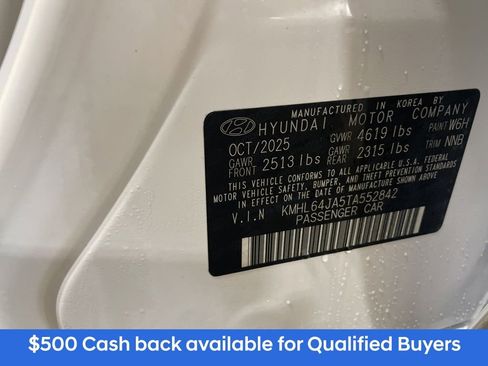 MANUFACTURED IN KOREA BY
HYUNDAI MOTOR COMPANY
OCT/2025 GVWR 4619 lbs PAINT W6H
GAWR FRONT 2513 lbs GAWR REAR 2315 lbs TRIM NNB
THIS VEHICLE CONFORMS TO ALL APPLICABLE U.S.A. FEDERAL
MOTOR VEHICLE SAFETY, BUMPER, AND THEFT PREVENTION STANDARDS
IN EFFECT ON THE DATE OF MANUFACTURE SHOWN ABOVE.
V.I.N KMHL64JA5TA552842
PASSENGER CAR
$500 Cash back available for Qualified Buyers